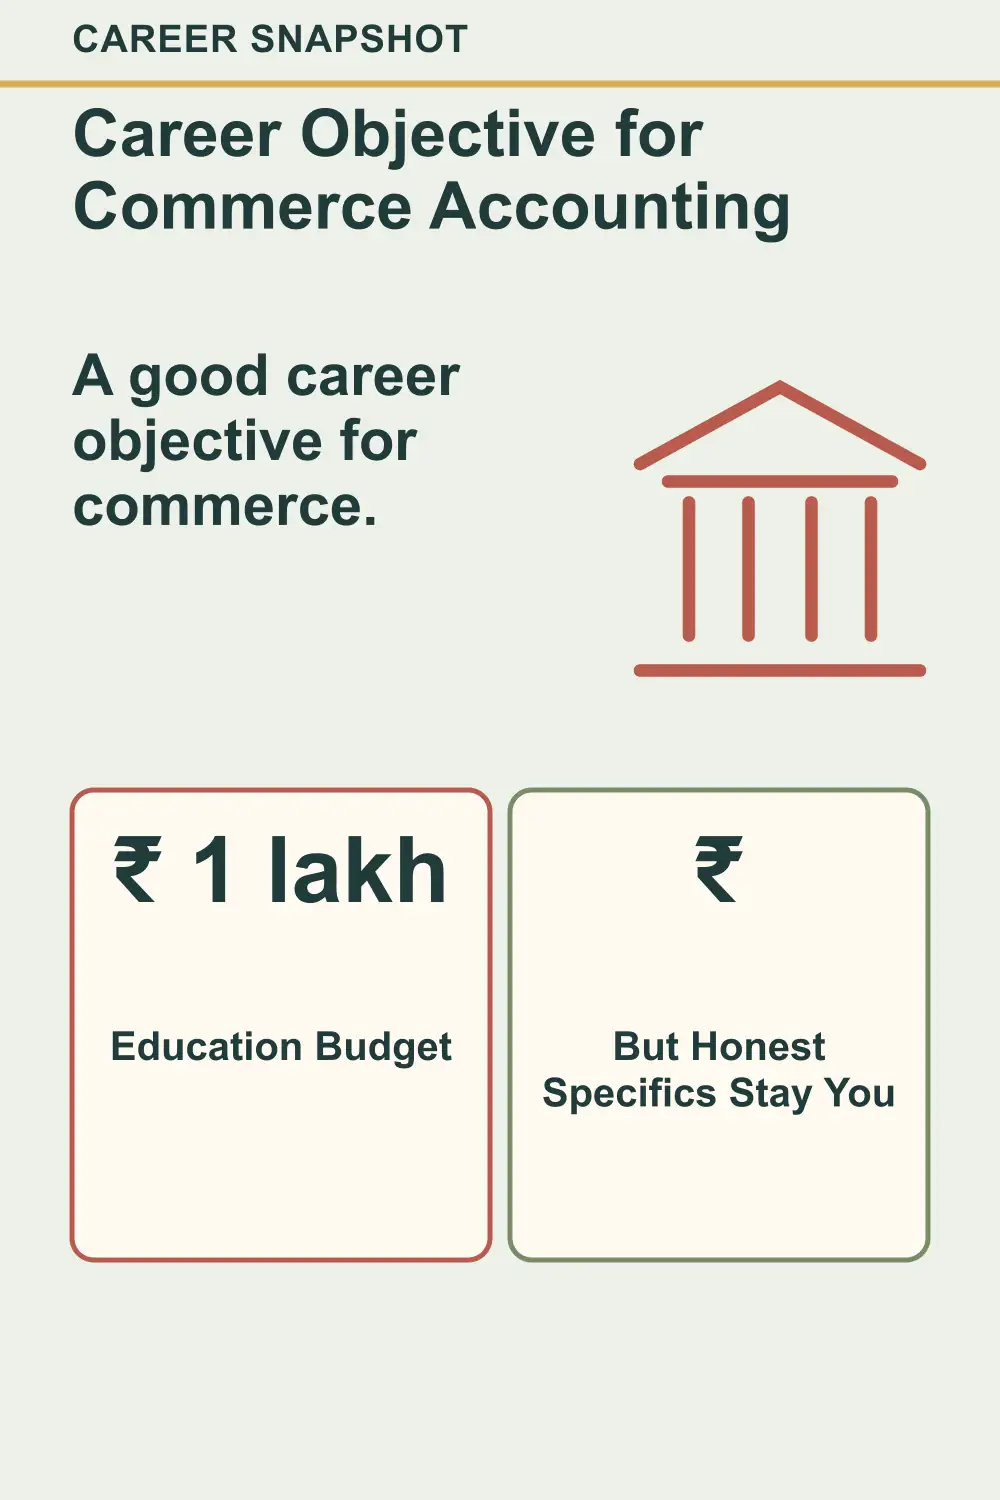 CAREER SNAPSHOT
Career Objective for
Commerce Accounting
A good career
objective for
commerce.
₹ 1 lakh
Education Budget
₹
But Honest
Specifics Stay You